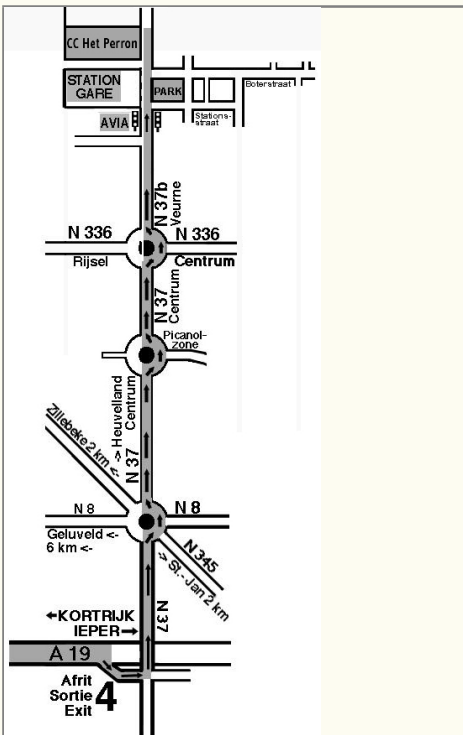 CC Het Perron
STATION
GARE
PARK
Boterstraat
AVIA
Stations-
straat
N 37b
Veurne
N 336
N 336
Rijsel
Centrum
N 37
Centrum
Picanol-
zone
N 37
-> Heuvelland
Centrum
Zillebeke 2 km <-
N 8
N 8
Geluveld <-
6 km <-
N 345
-> St.-Jan 2 km
N 37
←KORTRIJK
IEPER→
A 19
Afrit
Sortie
Exit
4